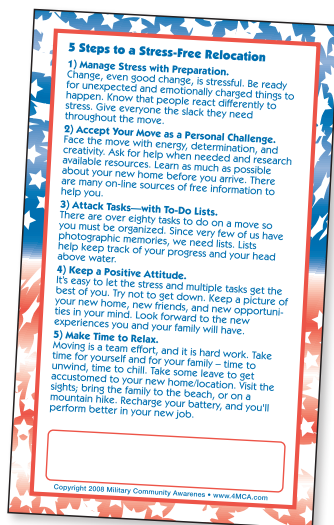 5 Steps to a Stress-Free Relocation
1) Manage Stress with Preparation.
Change, even good change, is stressful. Be ready
for unexpected and emotionally charged things to
happen. Know that people react differently to
stress. Give everyone the slack they need
throughout the move.
2) Accept Your Move as a Personal Challenge.
Face the move with energy, determination, and
creativity. Ask for help when needed and research
available resources. Learn as much as possible
about your new home before you arrive. There
are many on-line sources of free information to
help you.
3) Attack Tasks—with To-Do Lists.
There are over eighty tasks to do on a move so
you must be organized. Since very few of us have
photographic memories, we need lists. Lists
help keep track of your progress and your head
above water.
4) Keep a Positive Attitude.
It's easy to let the stress and multiple tasks get the
best of you. Try not to get down. Keep a picture of
your new home, new friends, and new opportuni-
ties in your mind. Look forward to the new
experiences you and your family will have.
5) Make Time to Relax.
Moving is a team effort, and it is hard work. Take
time for yourself and for your family – time to
unwind, time to chill. Take some leave to get
accustomed to your new home/location. Visit the
sights; bring the family to the beach, or on a
mountain hike. Recharge your battery, and you'll
perform better in your new job.
Copyright 2008 Military Community Awarenes • www.4MCA.com